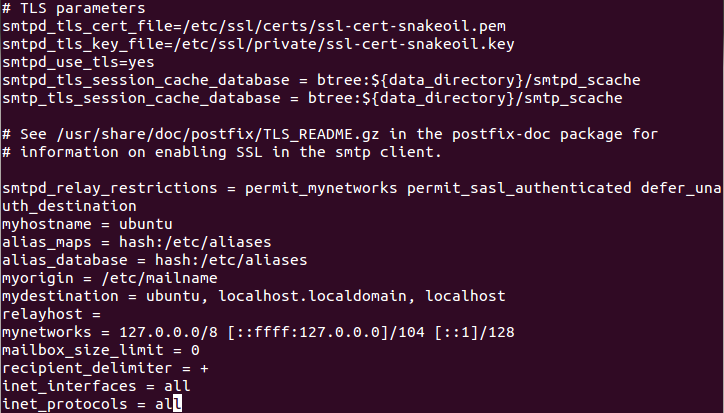 # TLS parameters
smtpd_tls_cert_file=/etc/ssl/certs/ssl-cert-snakeoil.pem
smtpd_tls_key_file=/etc/ssl/private/ssl-cert-snakeoil.key
smtpd_use_tls=yes
smtpd_tls_session_cache_database = btree:${data_directory}/smtpd_scache
smtp_tls_session_cache_database = btree:${data_directory}/smtp_scache

# See /usr/share/doc/postfix/TLS_README.gz in the postfix-doc package for
# information on enabling SSL in the smtp client.

smtpd_relay_restrictions = permit_mynetworks permit_sasl_authenticated defer_una
uth_destination
myhostname = ubuntu
alias_maps = hash:/etc/aliases
alias_database = hash:/etc/aliases
myorigin = /etc/mailname
mydestination = ubuntu, localhost.localdomain, localhost
relayhost =
mynetworks = 127.0.0.0/8 [::ffff:127.0.0.0]/104 [::1]/128
mailbox_size_limit = 0
recipient_delimiter = +
inet_interfaces = all
inet_protocols = all